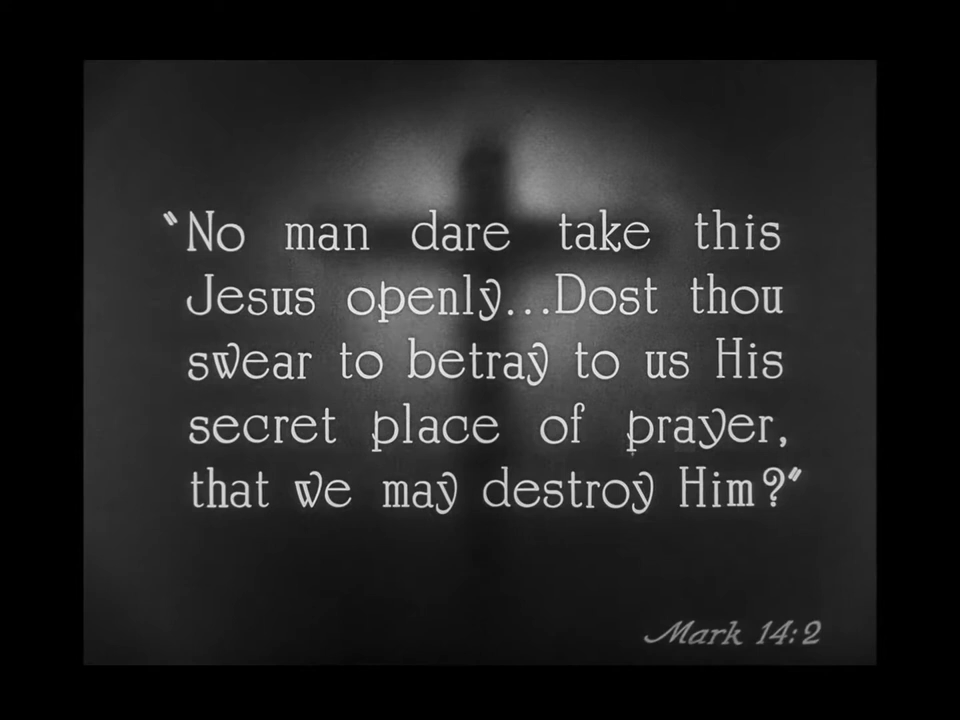 "No man dare take this
Jesus openly...Dost thou
swear to betray to us His
secret place of prayer,
that we may destroy Him?"
Mark 14:2